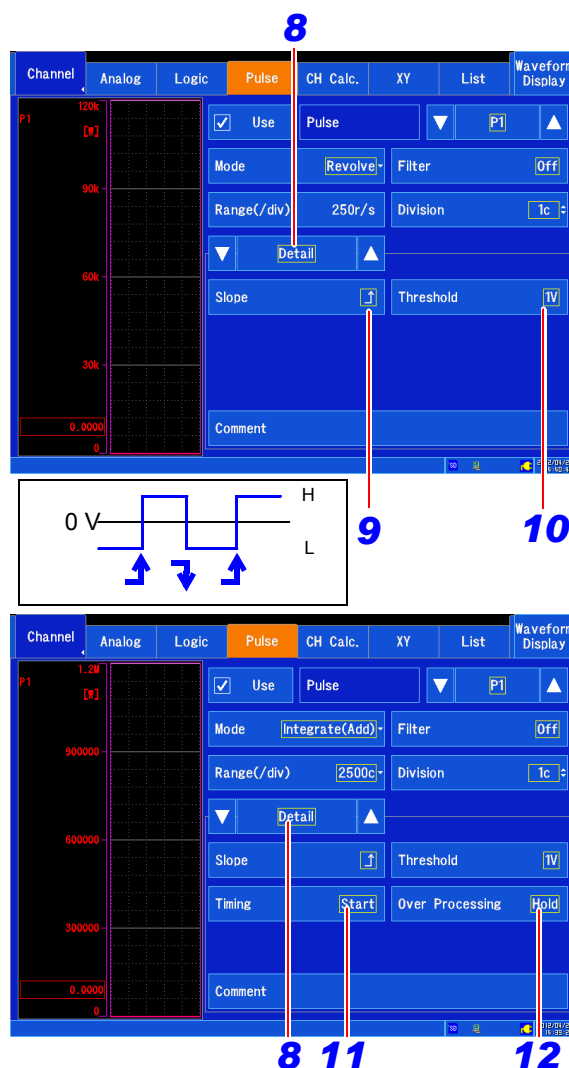 8
Channel Analog Logic Pulse CH Calc. XY List Waveform Display
P1 120k
[W]
Use Pulse P1
Mode Revolve Filter Off
90k
Range(/div) 250r/s Division 1c
Detail
60k
Slope Threshold 1V
30k
0.0000
Comment
0
SD
9 10
H
0 V
L
Channel Analog Logic Pulse CH Calc. XY List Waveform Display
P1 1.2M
[W]
Use Pulse P1
Mode Integrate(Add) Filter Off
900000
Range(/div) 2500c Division 1c
Detail
600000
Slope Threshold 1V
Timing Start Over Processing Hold
300000
0.0000
Comment
0
SD
8 11 12